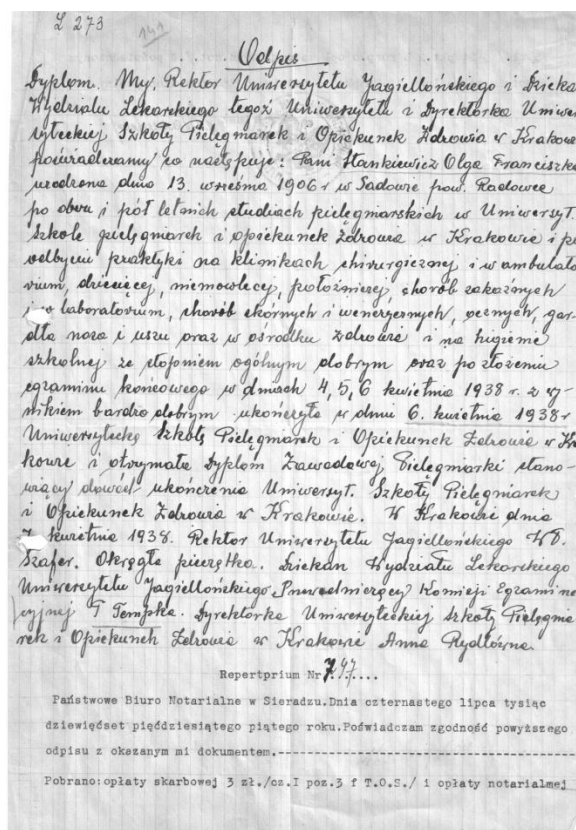 L 273
141
Odpis
Dyplom. My, Rektor Uniwersytetu Jagiellońskiego i Dzieka
Wydziału Lekarskiego tegoż Uniwersytetu i Dyrektorka Uniwer
syteckiej Szkoły Pielęgniarek i Opiekunek Zdrowia w Krakowie
poświadczamy co następuje: Pani Stankiewicz Olga Franciszka
urodzona dnia 13. września 1906 r w Sadowie pow. Radowce
po dwu i pół letnich studiach pielęgniarskich w Uniwersyt.
Szkole pielęgniarek i opiekunek zdrowia w Krakowie i po
odbyciu praktyki na klinikach chirurgicznej i w ambulato
rium, dziecięcej, niemowlęcej, położniczej, chorób zakaźnych
i w laboratorium, chorób skórnych i wenerycznych, ocznych, gar
dła nosa i uszu oraz w ośrodku zdrowia i na higienie
szkolnej ze stopniem ogólnym dobrym oraz po złożeniu
egzaminu końcowego w dniach 4, 5, 6 kwietnia 1938 r. z wy-
nikiem bardzo dobrym ukończyła w dniu 6. kwietnia 1938 r
Uniwersytecką Szkołę Pielęgniarek i Opiekunek Zdrowia w Kra
kowie i otrzymała Dyplom Zawodowej Pielęgniarki stano-
wiący dowód ukończenia Uniwersyt. Szkoły Pielęgniarek
i Opiekunek Zdrowia w Krakowie. W Krakowie dnia
7 kwietnia 1938. Rektor Uniwersytetu Jagiellońskiego Wł.
Szafer. Okrągła pieczątka. Dziekan Wydziału Lekarskiego
Uniwersytetu Jagiellońskiego Przewodniczący Komisji Egzamina
cyjnej T Tempka. Dyrektorka Uniwersyteckiej Szkoły Pielęgnia
rek i Opiekunek Zdrowia w Krakowie Anna Rydlówna.
Repertprium Nr 797....
Państwowe Biuro Notarialne w Sieradzu.Dnia czternastego lipca tysiąc
dziewięćset pięćdziesiątego piątego roku.Poświadczam zgodność powyższego
odpisu z okazanym mi dokumentem.---------------------------------------
Pobrano:opłaty skarbowej 3 zł./cz.I poz.3 f T.O.S./ i opłaty notarialnej